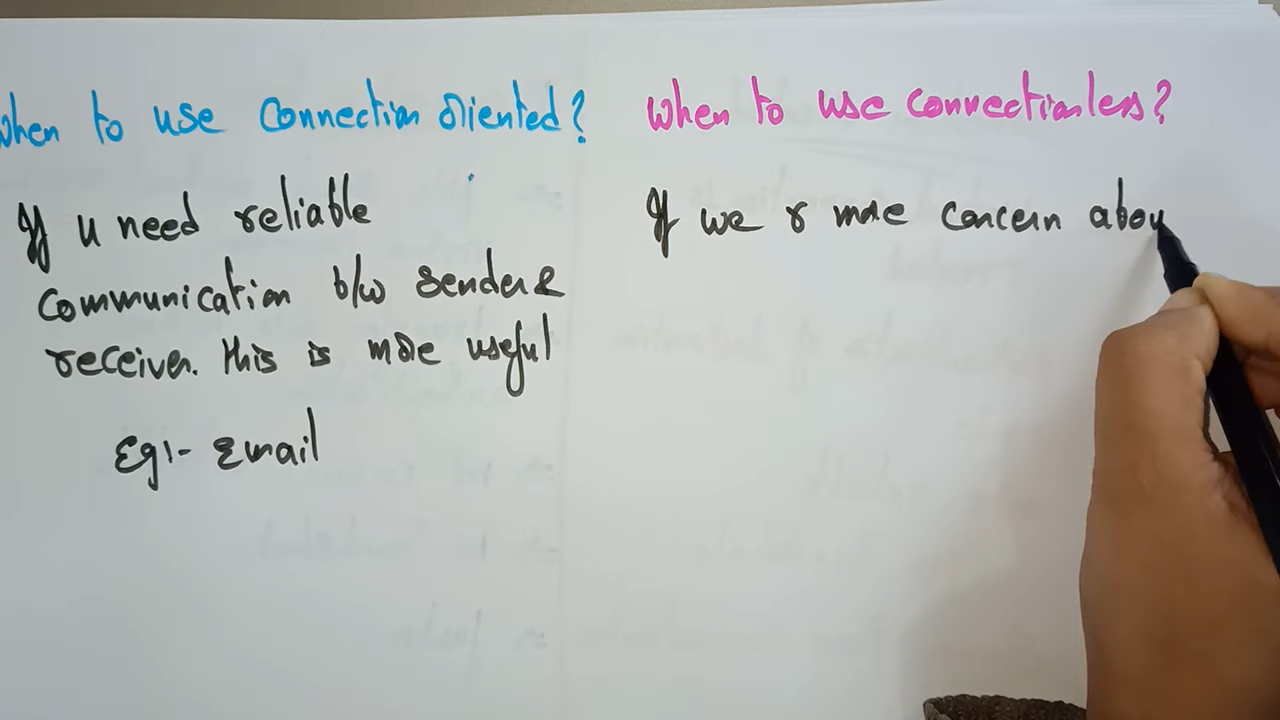 When to use Connection Oriented?
If u need reliable
Communication b/w sender &
receiver. this is more useful
Eg:- Email
When to use connectionless?
If we r more concern abou